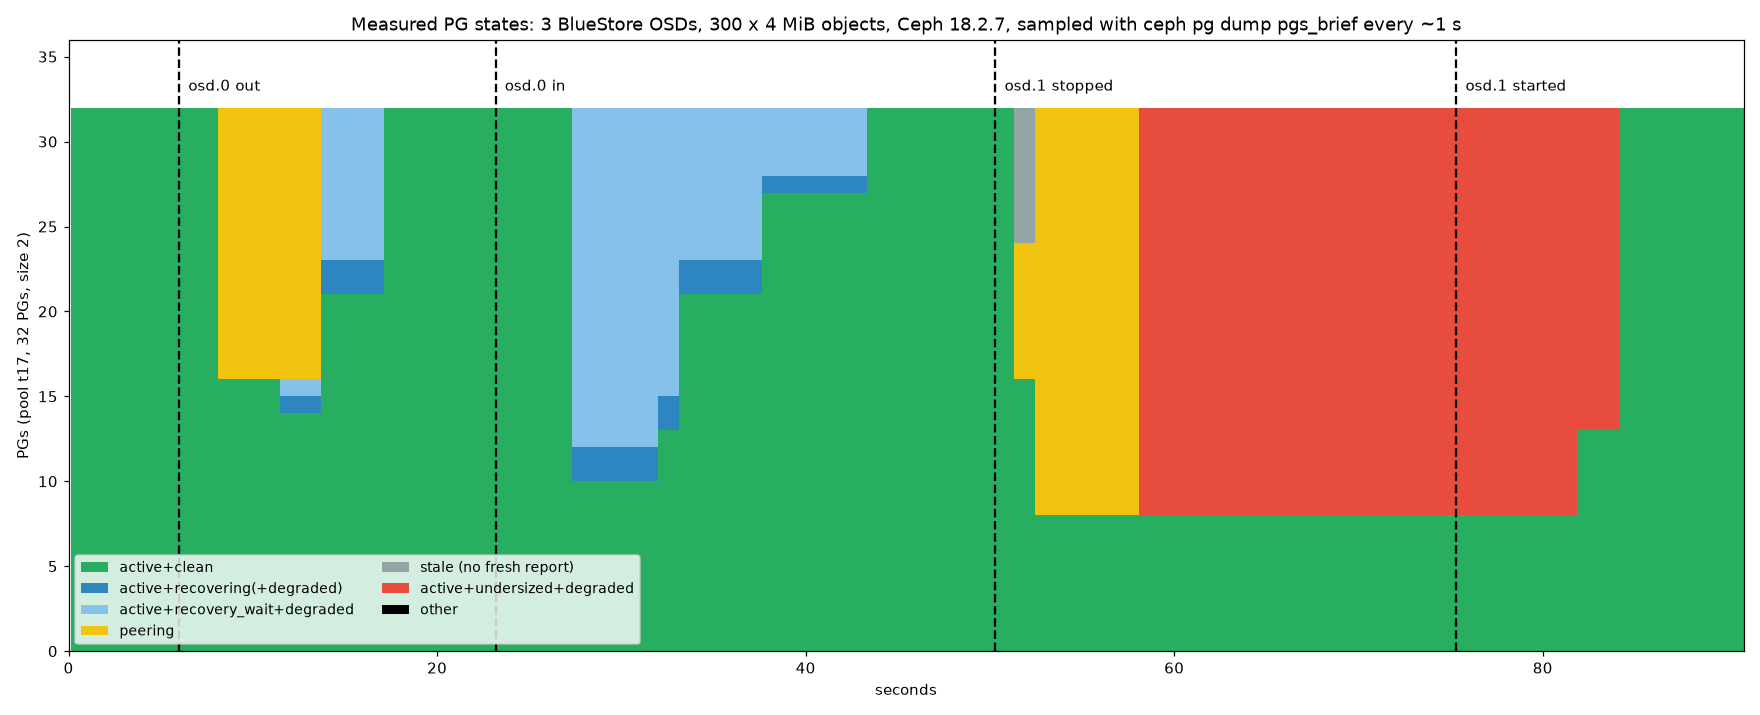 Measured PG states: 3 BlueStore OSDs, 300 x 4 MiB objects, Ceph 18.2.7, sampled with ceph pg dump pgs_brief every ~1 s
osd.0 out
osd.0 in
osd.1 stopped
osd.1 started
PGs (pool t17, 32 PGs, size 2)
35
30
25
20
15
10
5
0
active+clean
active+recovering(+degraded)
active+recovery_wait+degraded
peering
stale (no fresh report)
active+undersized+degraded
other
0
20
40
60
80
seconds